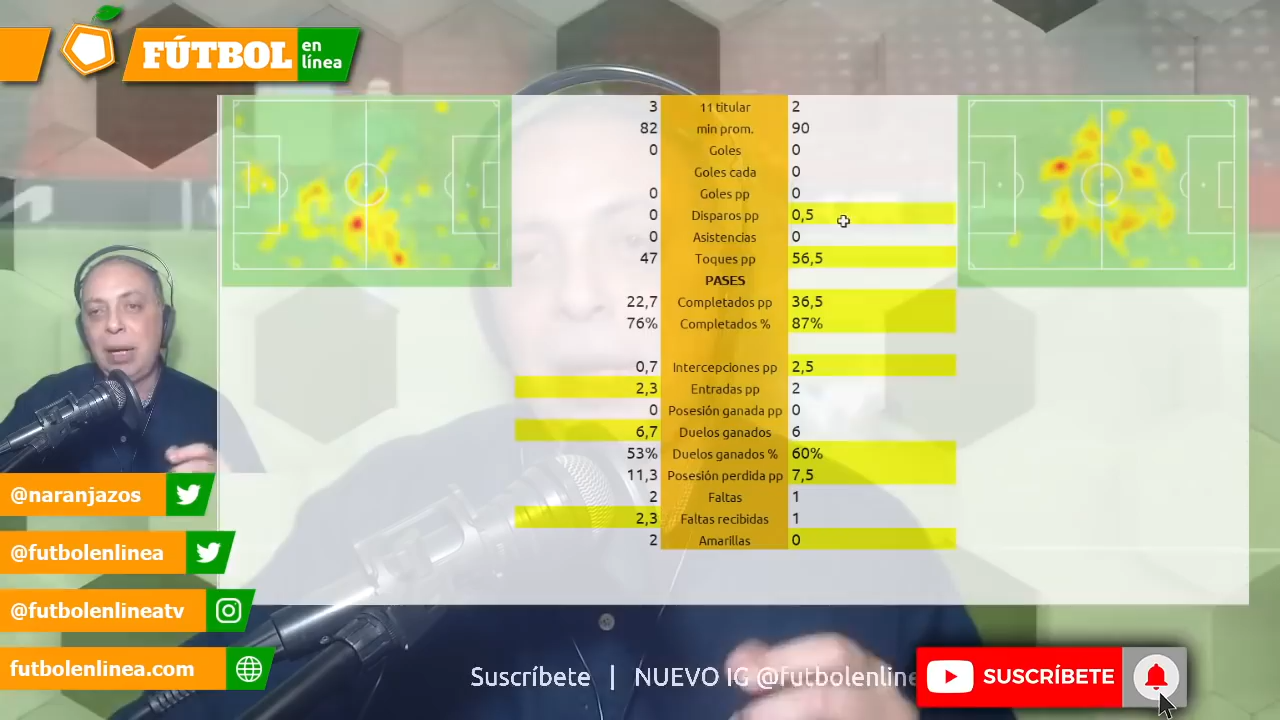 FÚTBOL en línea
3 11 titular 2
82 min prom. 90
0 Goles 0
Goles cada 0
0 Goles pp 0
0 Disparos pp 0,5
0 Asistencias 0
47 Toques pp 56,5
PASES
22,7 Completados pp 36,5
76% Completados % 87%
0,7 Intercepciones pp 2,5
2,3 Entradas pp 2
0 Posesión ganada pp 0
6,7 Duelos ganados 6
53% Duelos ganados % 60%
11,3 Posesión perdida pp 7,5
2 Faltas 1
2,3 Faltas recibidas 1
2 Amarillas 0
@naranjazos
@futbolenlinea
@futbolenlineatv
futbolenlinea.com
Suscríbete | NUEVO IG @futbolenline
SUSCRÍBETE